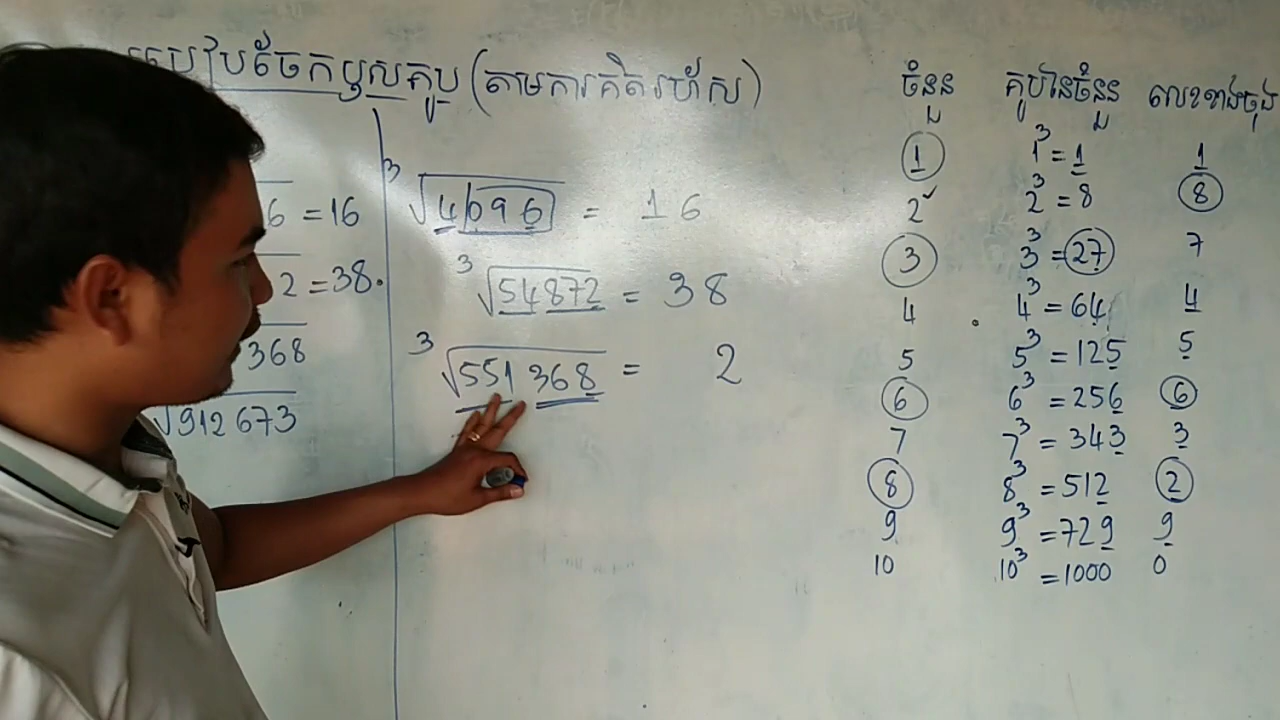 របៀបចែកឫសគូប (តាមការគិតរហ័ស)
6 = 16
2 = 38.
368
√912 673
³√4096 = 16
³√54872 = 38
³√551 368 = 2
ចំនួន គូបនៃចំនួន លេខខាងចុង
1 1³ = 1 1
2 2³ = 8 8
3 3³ = 27 7
4 4³ = 64 4
5 5³ = 125 5
6 6³ = 256 6
7 7³ = 343 3
8 8³ = 512 2
9 9³ = 729 9
10 10³ = 1000 0